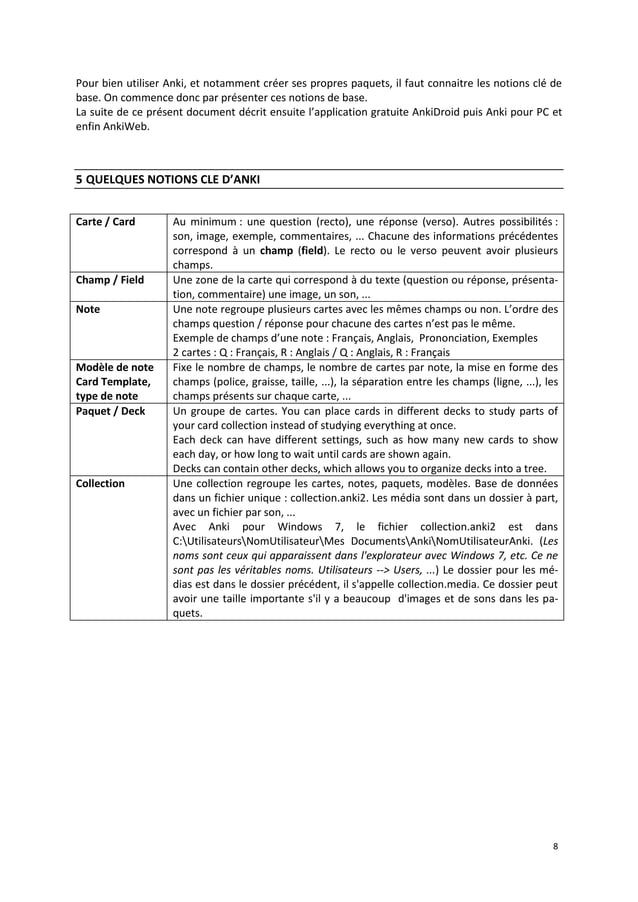 Pour bien utiliser Anki, et notamment créer ses propres paquets, il faut connaitre les notions clé de
base. On commence donc par présenter ces notions de base.
La suite de ce présent document décrit ensuite l’application gratuite AnkiDroid puis Anki pour PC et
enfin AnkiWeb.
5 QUELQUES NOTIONS CLE D’ANKI
Carte / Card
Au minimum : une question (recto), une réponse (verso). Autres possibilités :
son, image, exemple, commentaires, ... Chacune des informations précédentes
correspond à un champ (field). Le recto ou le verso peuvent avoir plusieurs
champs.
Champ / Field
Une zone de la carte qui correspond à du texte (question ou réponse, présenta-
tion, commentaire) une image, un son, ...
Note
Une note regroupe plusieurs cartes avec les mêmes champs ou non. L’ordre des
champs question / réponse pour chacune des cartes n’est pas le même.
Exemple de champs d’une note : Français, Anglais, Prononciation, Exemples
2 cartes : Q : Français, R : Anglais / Q : Anglais, R : Français
Modèle de note
Card Template,
type de note
Fixe le nombre de champs, le nombre de cartes par note, la mise en forme des
champs (police, graisse, taille, ...), la séparation entre les champs (ligne, ...), les
champs présents sur chaque carte, ...
Paquet / Deck
Un groupe de cartes. You can place cards in different decks to study parts of
your card collection instead of studying everything at once.
Each deck can have different settings, such as how many new cards to show
each day, or how long to wait until cards are shown again.
Decks can contain other decks, which allows you to organize decks into a tree.
Collection
Une collection regroupe les cartes, notes, paquets, modèles. Base de données
dans un fichier unique : collection.anki2. Les média sont dans un dossier à part,
avec un fichier par son, ...
Avec Anki pour Windows 7, le fichier collection.anki2 est dans
C:\Utilisateurs\NomUtilisateur\Mes Documents\Anki\NomUtilisateurAnki. (Les
noms sont ceux qui apparaissent dans l'explorateur avec Windows 7, etc. Ce ne
sont pas les véritables noms. Utilisateurs --> Users, ...) Le dossier pour les mé-
dias est dans le dossier précédent, il s'appelle collection.media. Ce dossier peut
avoir une taille importante s'il y a beaucoup d'images et de sons dans les pa-
quets.
8